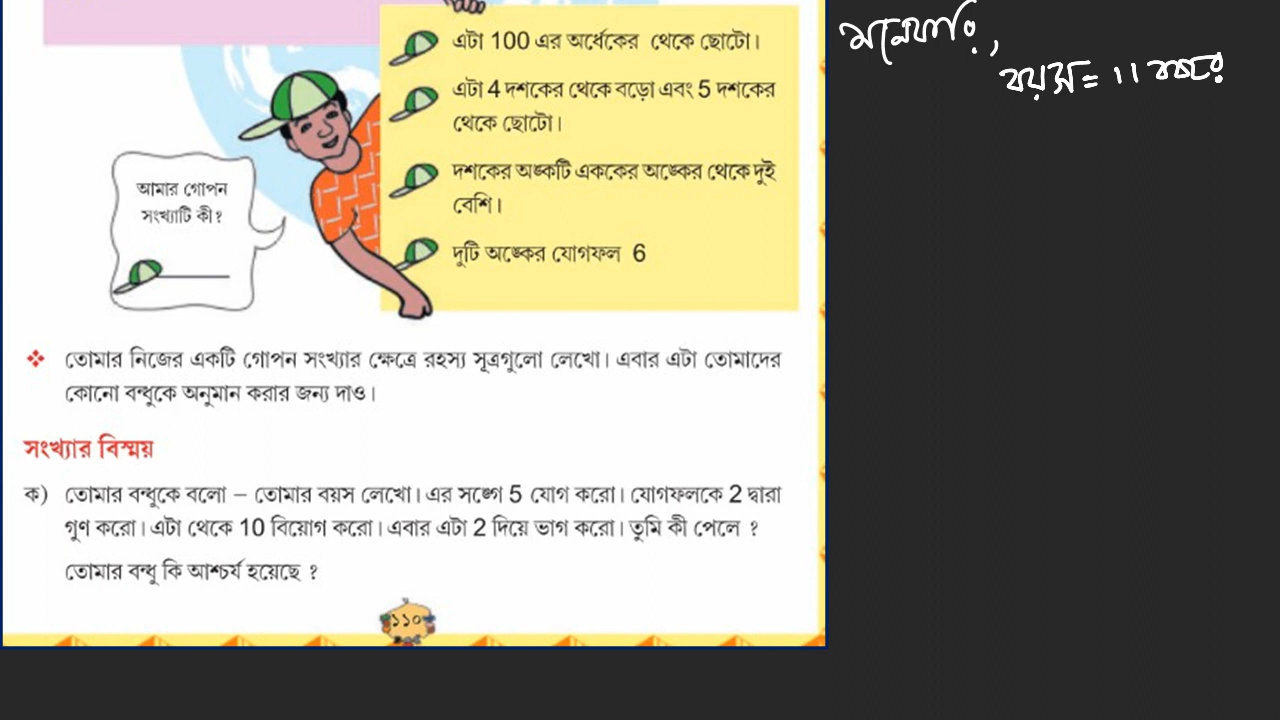 এটা 100 এর অর্ধেকের থেকে ছোটো।
এটা 4 দশকের থেকে বড়ো এবং 5 দশকের
থেকে ছোটো।
দশকের অঙ্কটি এককের অঙ্কের থেকে দুই
বেশি।
দুটি অঙ্কের যোগফল 6
আমার গোপন
সংখ্যাটি কী?
❖ তোমার নিজের একটি গোপন সংখ্যার ক্ষেত্রে রহস্য সূত্রগুলো লেখো। এবার এটা তোমাদের
কোনো বন্ধুকে অনুমান করার জন্য দাও।
সংখ্যার বিস্ময়
ক) তোমার বন্ধুকে বলো – তোমার বয়স লেখো। এর সঙ্গে 5 যোগ করো। যোগফলকে 2 দ্বারা
গুণ করো। এটা থেকে 10 বিয়োগ করো। এবার এটা 2 দিয়ে ভাগ করো। তুমি কী পেলে ?
তোমার বন্ধু কি আশ্চর্য হয়েছে ?
১১০
মনেকরি,
বয়স = 11 বছর